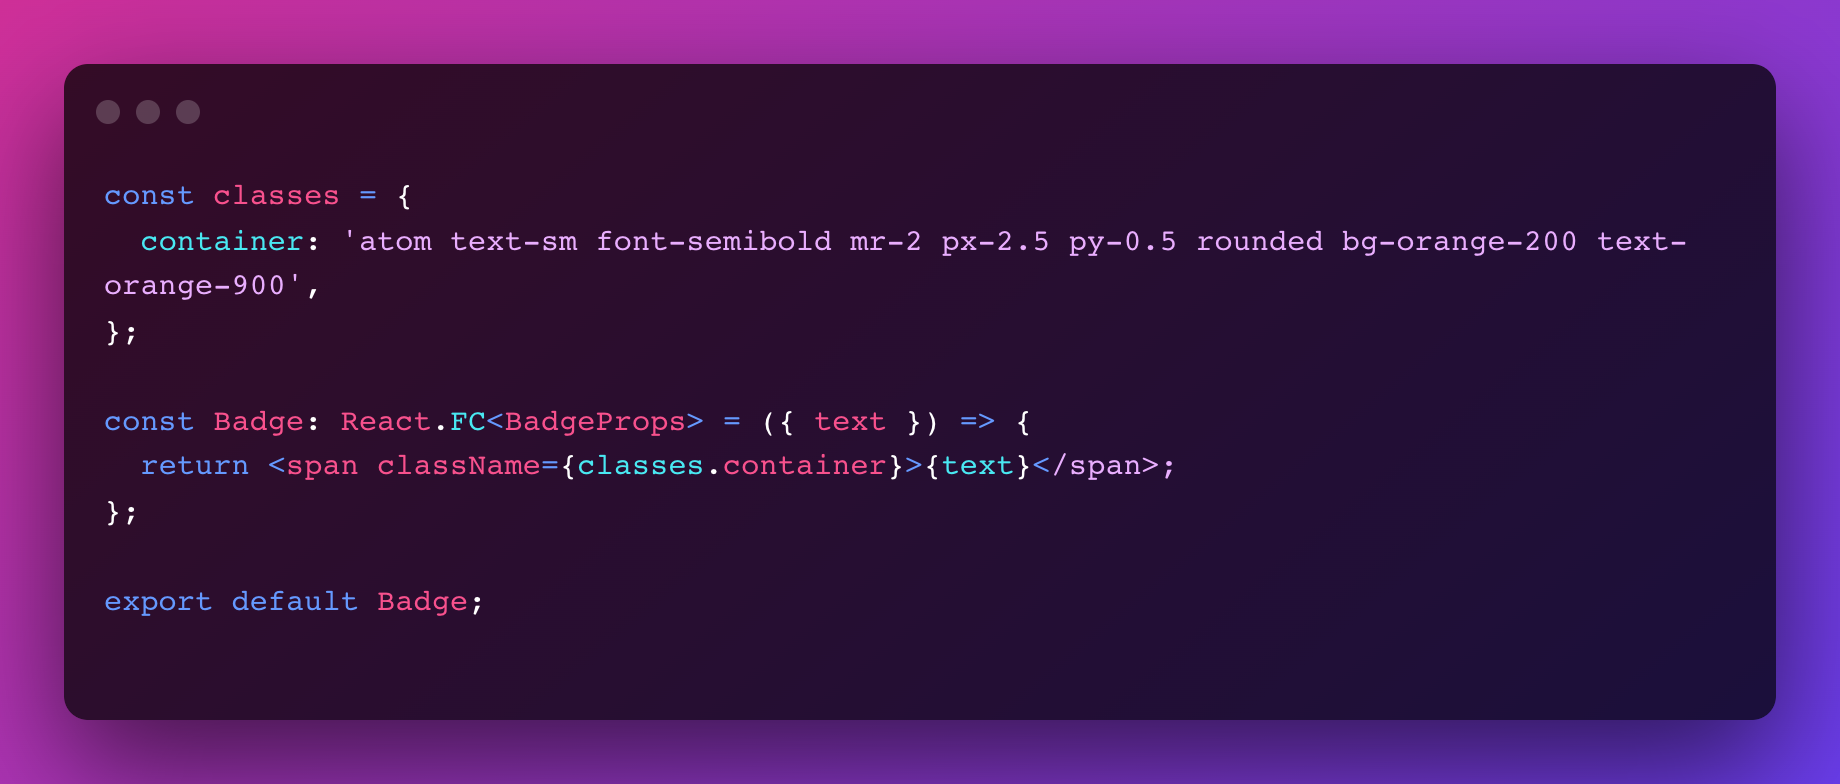 const classes = {
  container: 'atom text-sm font-semibold mr-2 px-2.5 py-0.5 rounded bg-orange-200 text-
orange-900',
};

const Badge: React.FC<BadgeProps> = ({ text }) => {
  return <span className={classes.container}>{text}</span>;
};

export default Badge;